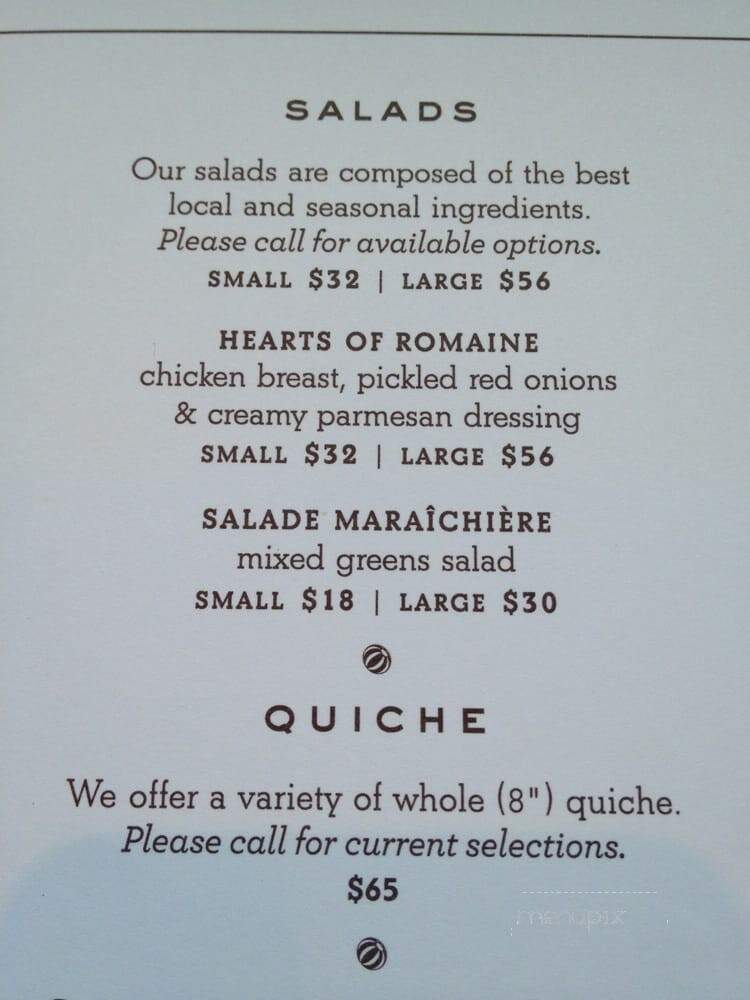 SALADS
Our salads are composed of the best
local and seasonal ingredients.
Please call for available options.
SMALL $32 | LARGE $56
HEARTS OF ROMAINE
chicken breast, pickled red onions
& creamy parmesan dressing
SMALL $32 | LARGE $56
SALADE MARAÎCHIÈRE
mixed greens salad
SMALL $18 | LARGE $30
QUICHE
We offer a variety of whole (8") quiche.
Please call for current selections.
$65
menupix